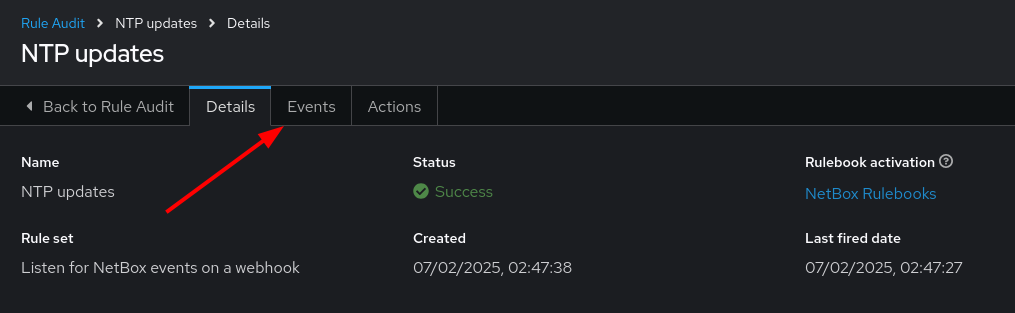 Rule Audit > NTP updates > Details
NTP updates
Back to Rule Audit Details Events Actions
Name Status Rulebook activation
NTP updates Success NetBox Rulebooks
Rule set Created Last fired date
Listen for NetBox events on a webhook 07/02/2025, 02:47:38 07/02/2025, 02:47:27